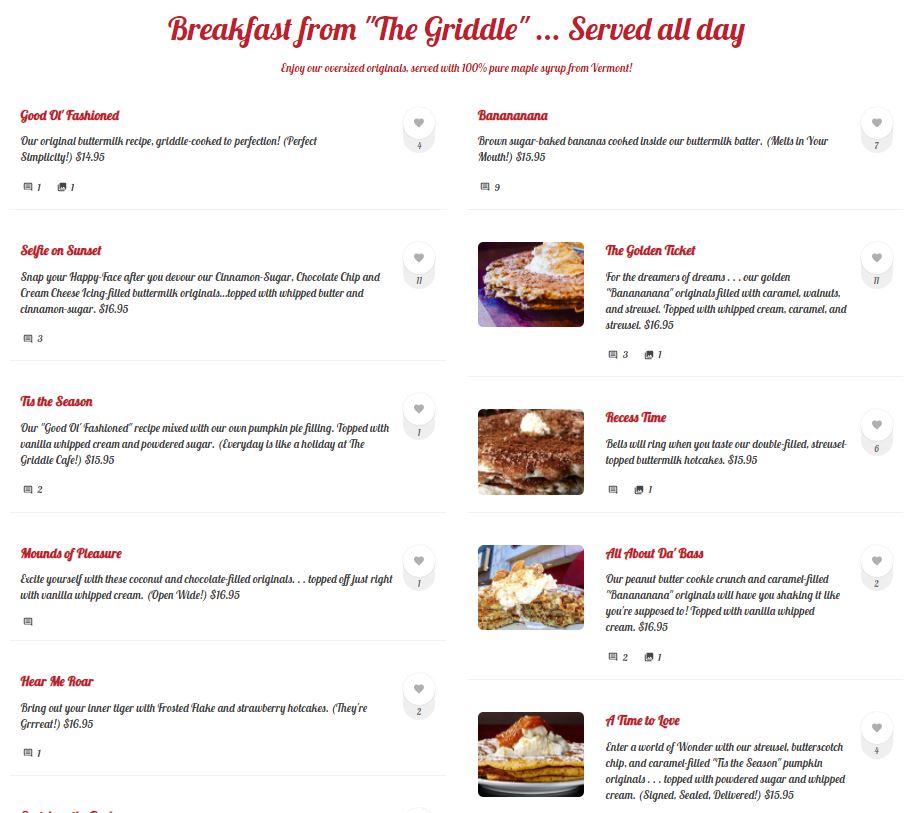 Breakfast from "The Griddle" ... Served all day
Enjoy our oversized originals, served with 100% pure maple syrup from Vermont!
Good Ol' Fashioned
4
Our original buttermilk recipe, griddle-cooked to perfection! (Perfect
Simplicity!) $14.95
1 1
Selfie on Sunset
11
Snap your Happy-Face after you devour our Cinnamon-Sugar, Chocolate Chip and
Cream Cheese Icing-filled buttermilk originals...topped with whipped butter and
cinnamon-sugar. $16.95
3
Tis the Season
1
Our "Good Ol' Fashioned" recipe mixed with our own pumpkin pie filling. Topped with
vanilla whipped cream and powdered sugar. (Everyday is like a holiday at The
Griddle Cafe!) $15.95
2
Mounds of Pleasure
1
Excite yourself with these coconut and chocolate-filled originals. . . topped off just right
with vanilla whipped cream. (Open Wide!) $16.95
Hear Me Roar
2
Bring out your inner tiger with Frosted Flake and strawberry hotcakes. (They're
Grrreat!) $16.95
1
Banananana
7
Brown sugar-baked bananas cooked inside our buttermilk batter. (Melts in Your
Mouth!) $15.95
9
The Golden Ticket
11
For the dreamers of dreams . . . our golden
"Banananana" originals filled with caramel, walnuts,
and streusel. Topped with whipped cream, caramel, and
streusel. $16.95
3 1
Recess Time
6
Bells will ring when you taste our double-filled, streusel-
topped buttermilk hotcakes. $15.95
1
All About Da' Bass
2
Our peanut butter cookie crunch and caramel-filled
"Banananana" originals will have you shaking it like
you're supposed to! Topped with vanilla whipped
cream. $16.95
2 1
A Time to Love
4
Enter a world of Wonder with our streusel, butterscotch
chip, and caramel-filled "Tis the Season" pumpkin
originals . . . topped with powdered sugar and whipped
cream. (Signed, Sealed, Delivered!) $15.95